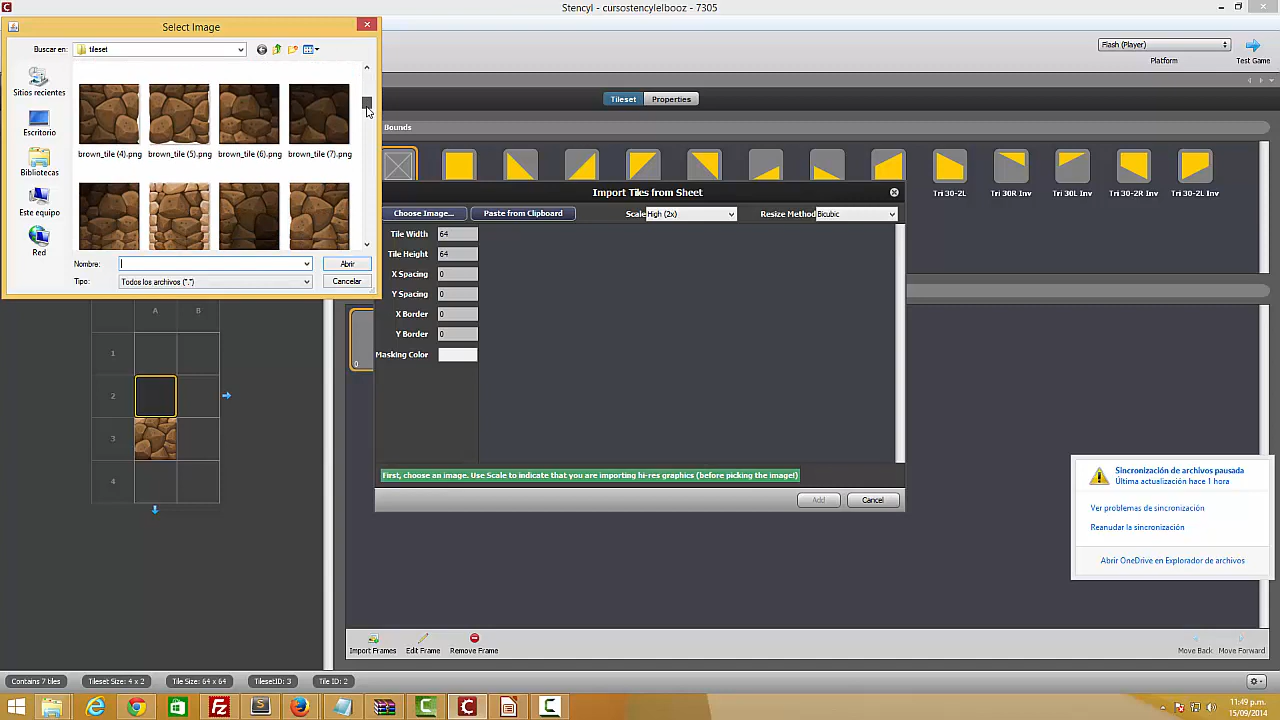 Stencyl - cursostencylelbooz - 7305
Select Image
Buscar en: tileset
Sitios recientes
Escritorio
Bibliotecas
Este equipo
Red
brown_tile (4).png brown_tile (5).png brown_tile (6).png brown_tile (7).png
Nombre:
Abrir
Tipo: Todos los archivos (*.*)
Cancelar
Flash (Player)
Platform
Test Game
Tileset Properties
Bounds
Tri 30-2L Tri 30R Inv Tri 30L Inv Tri 30-2R Inv Tri 30-2L Inv
Import Tiles from Sheet
Choose Image... Paste from Clipboard Scale High (2x) Resize Method Bicubic
Tile Width 64
Tile Height 64
X Spacing 0
Y Spacing 0
X Border 0
Y Border 0
Masking Color
First, choose an image. Use Scale to indicate that you are importing hi-res graphics (before picking the image!)
Add Cancel
A B
1
2
3
4
0
Sincronización de archivos pausada
Última actualización hace 1 hora
Ver problemas de sincronización
Reanudar la sincronización
Abrir OneDrive en Explorador de archivos
Import Frames Edit Frame Remove Frame
Move Back Move Forward
Contains 7 tiles Tileset Size: 4 x 2 Tile Size: 64 x 64 TilesetID: 3 Tile ID: 2
11:49 p.m.
15/09/2014